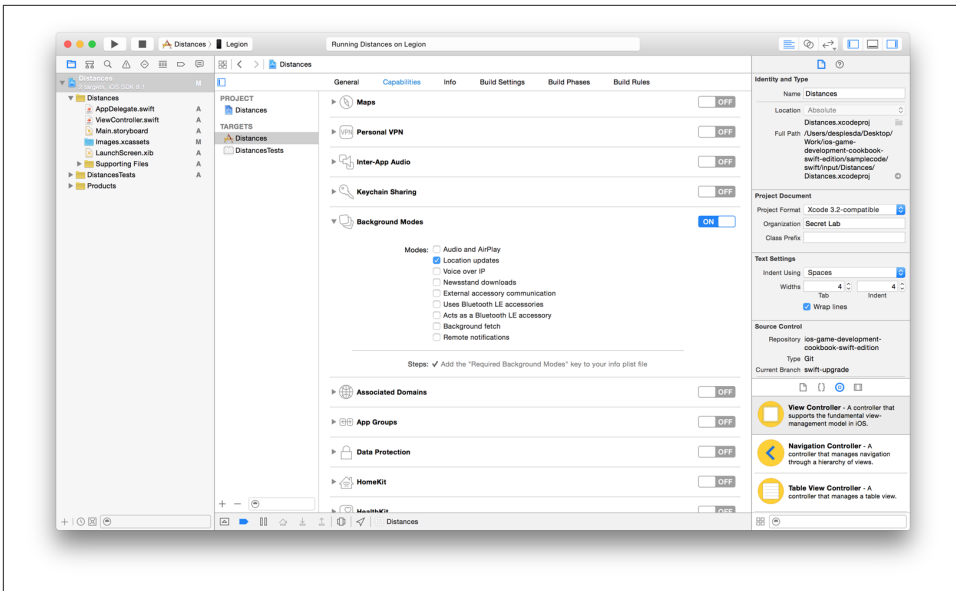 Distances 〉 Legion
Running Distances on Legion
Distances
2 targets, iOS SDK 8.1
M
Distances
AppDelegate.swift A
ViewController.swift A
Main.storyboard A
Images.xcassets M
LaunchScreen.xib A
Supporting Files A
DistancesTests A
Products
Distances
General Capabilities Info Build Settings Build Phases Build Rules
PROJECT
Distances
TARGETS
Distances
DistancesTests
Maps OFF
VPN Personal VPN OFF
Inter-App Audio OFF
Keychain Sharing OFF
Background Modes ON
Modes: Audio and AirPlay
Location updates
Voice over IP
Newsstand downloads
External accessory communication
Uses Bluetooth LE accessories
Acts as a Bluetooth LE accessory
Background fetch
Remote notifications
Steps: ✓ Add the "Required Background Modes" key to your info plist file
Associated Domains OFF
App Groups OFF
Data Protection OFF
HomeKit OFF
HealthKit OFF
Distances
Identity and Type
Name Distances
Location Absolute
Distances.xcodeproj
Full Path /Users/desplesda/Desktop/
Work/ios-game-
development-cookbook-
swift-edition/samplecode/
swift/input/Distances/
Distances.xcodeproj
Project Document
Project Format Xcode 3.2-compatible
Organization Secret Lab
Class Prefix
Text Settings
Indent Using Spaces
Widths 4 4
Tab Indent
Wrap lines
Source Control
Repository ios-game-development-
cookbook-swift-edition
Type Git
Current Branch swift-upgrade
View Controller - A controller that
supports the fundamental view-
management model in iOS.
Navigation Controller - A
controller that manages navigation
through a hierarchy of views.
Table View Controller - A
controller that manages a table view.